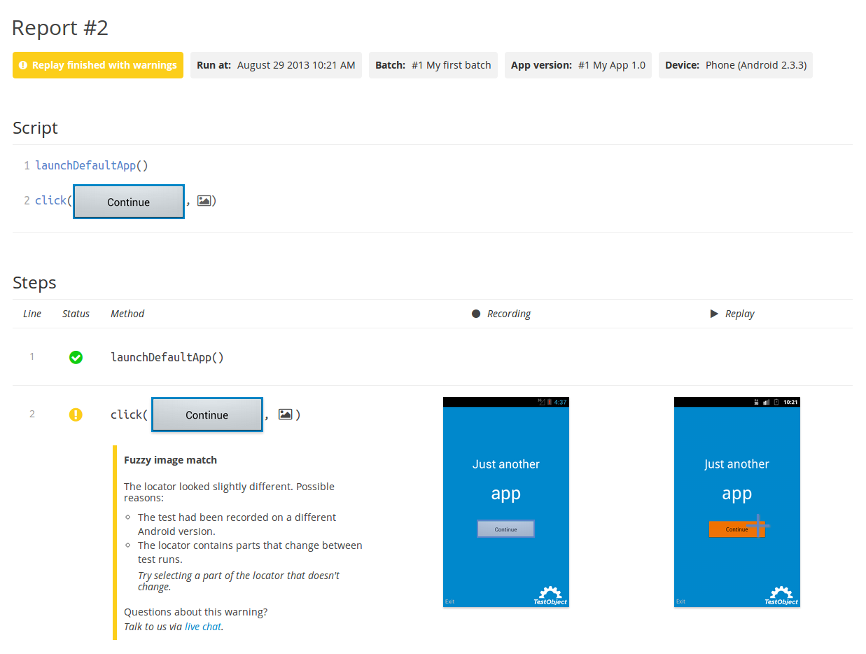 Report #2
Replay finished with warnings Run at: August 29 2013 10:21 AM Batch: #1 My first batch App version: #1 My App 1.0 Device: Phone (Android 2.3.3)
Script
1 launchDefaultApp()
2 click( Continue , )
Steps
Line Status Method Recording Replay
1 launchDefaultApp()
2 click( Continue , )
Fuzzy image match
The locator looked slightly different. Possible
reasons:
The test had been recorded on a different
Android version.
The locator contains parts that change between
test runs.
Try selecting a part of the locator that doesn't
change.
Questions about this warning?
Talk to us via live chat.
4:37
Just another
app
Continue
Exit
TestObject
10:21
Just another
app
Continue
Exit
TestObject